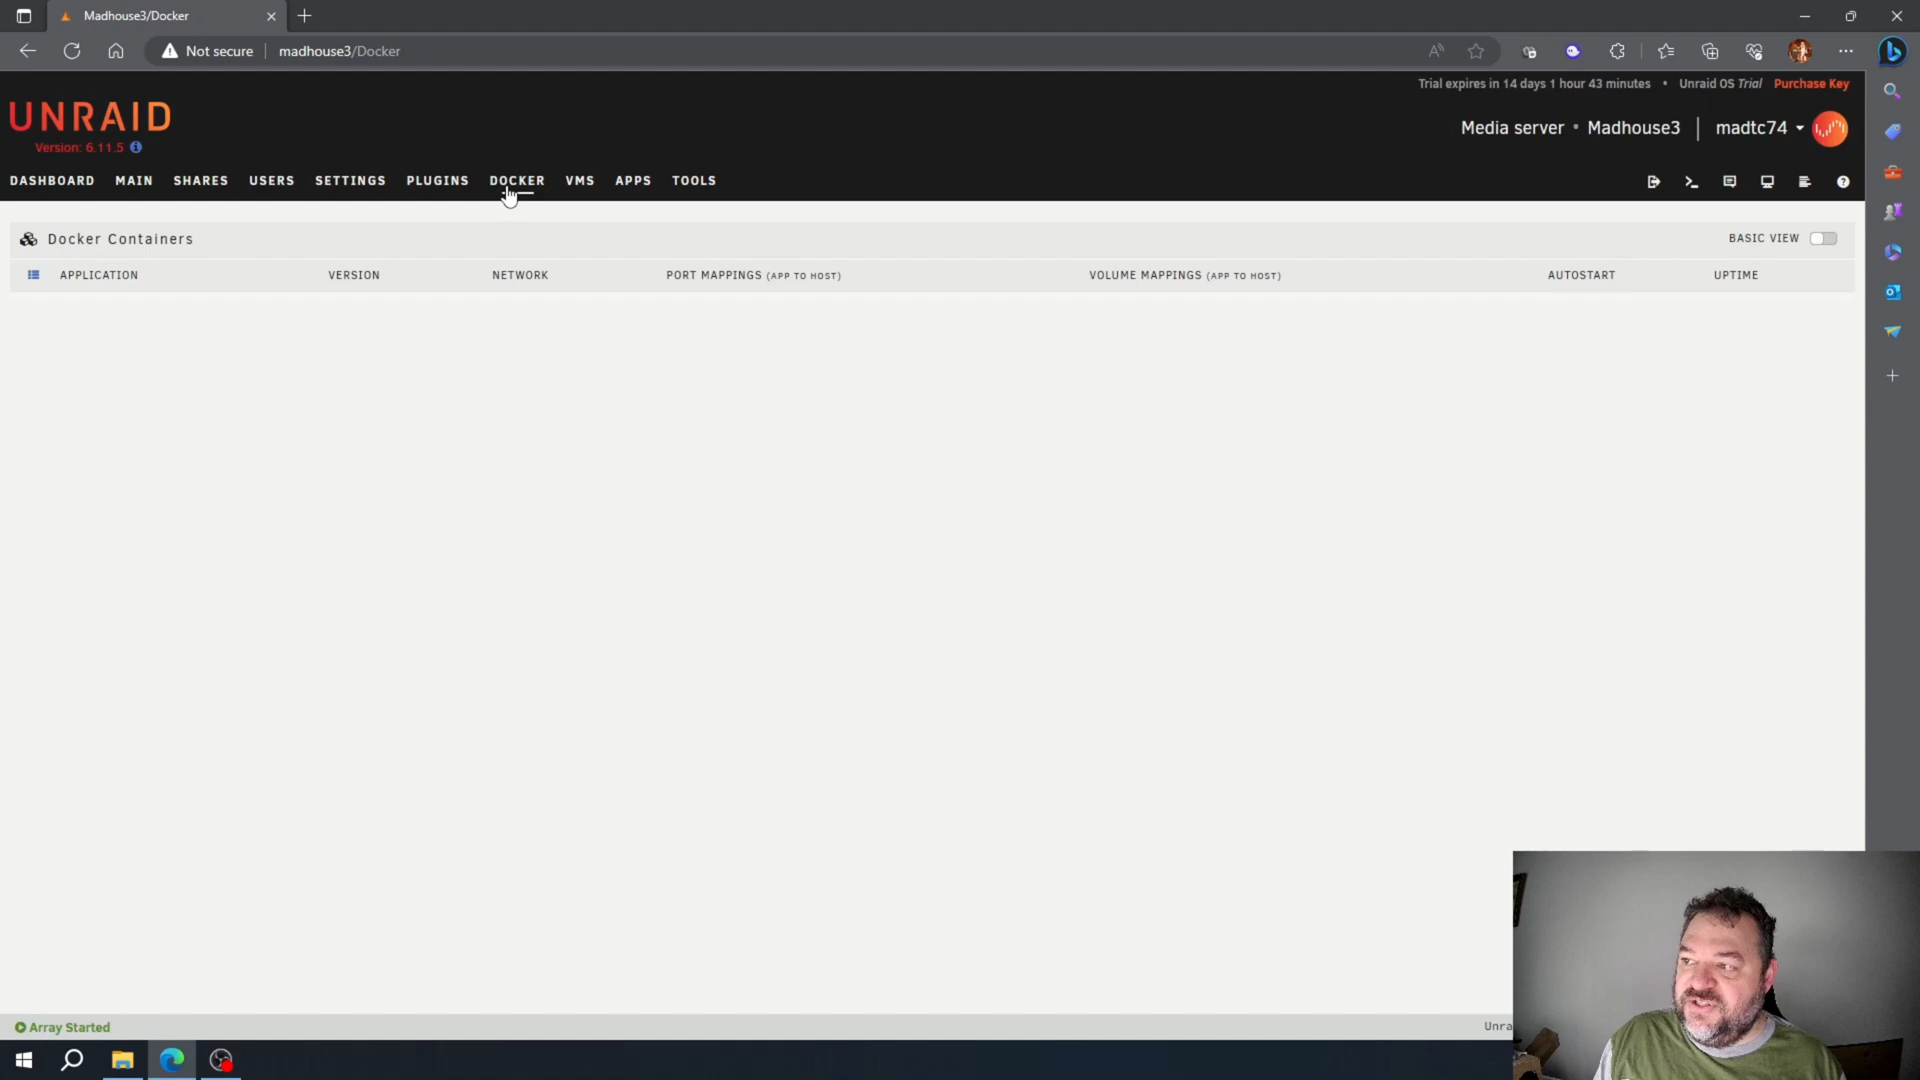 Madhouse3/Docker
Not secure madhouse3/Docker
Trial expires in 14 days 1 hour 43 minutes • Unraid OS Trial Purchase Key
UNRAID
Version: 6.11.5
Media server • Madhouse3 | madtc74
DASHBOARD MAIN SHARES USERS SETTINGS PLUGINS DOCKER VMS APPS TOOLS
Docker Containers
BASIC VIEW
APPLICATION VERSION NETWORK PORT MAPPINGS (APP TO HOST) VOLUME MAPPINGS (APP TO HOST) AUTOSTART UPTIME
Array Started
Unra